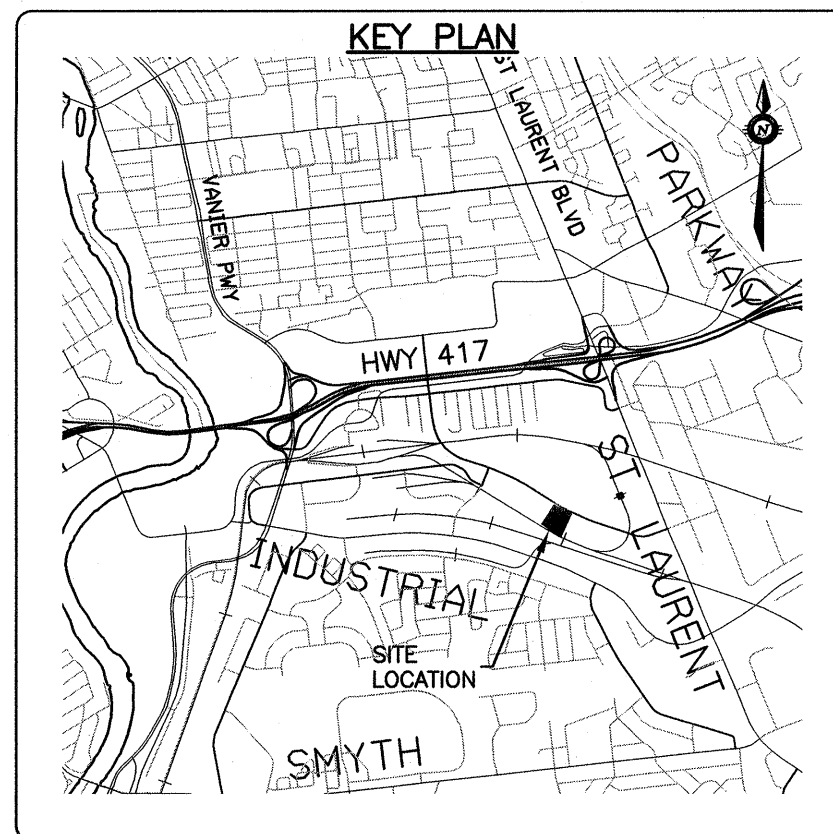 KEY PLAN
ST LAURENT BLVD
PARKWAY
N
VANIER PWY
HWY 417
ST LAURENT
INDUSTRIAL
SITE
LOCATION
SMYTH